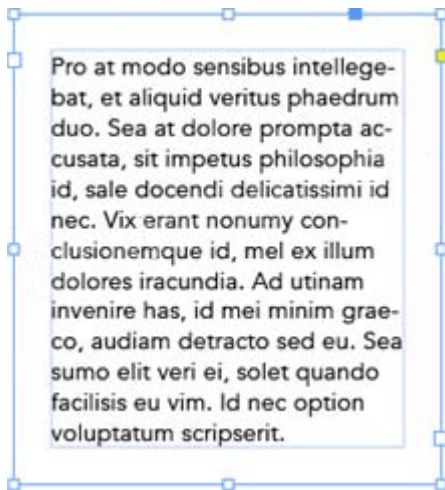 Pro at modo sensibus intellege-
bat, et aliquid veritus phaedrum
duo. Sea at dolore prompta ac-
cusata, sit impetus philosophia
id, sale docendi delicatissimi id
nec. Vix erant nonumy con-
clusionemque id, mel ex illum
dolores iracundia. Ad utinam
invenire has, id mei minim grae-
co, audiam detracto sed eu. Sea
sumo elit veri ei, solet quando
facilisis eu vim. Id nec option
voluptatum scripserit.